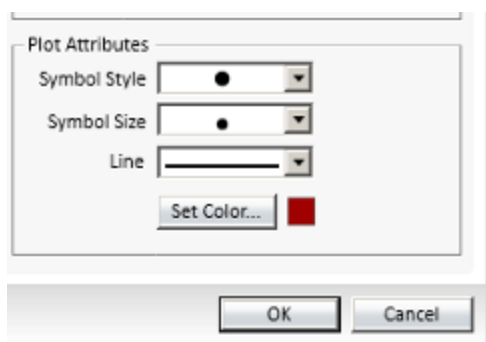 Plot Attributes
Symbol Style
Symbol Size
Line
Set Color...
OK
Cancel